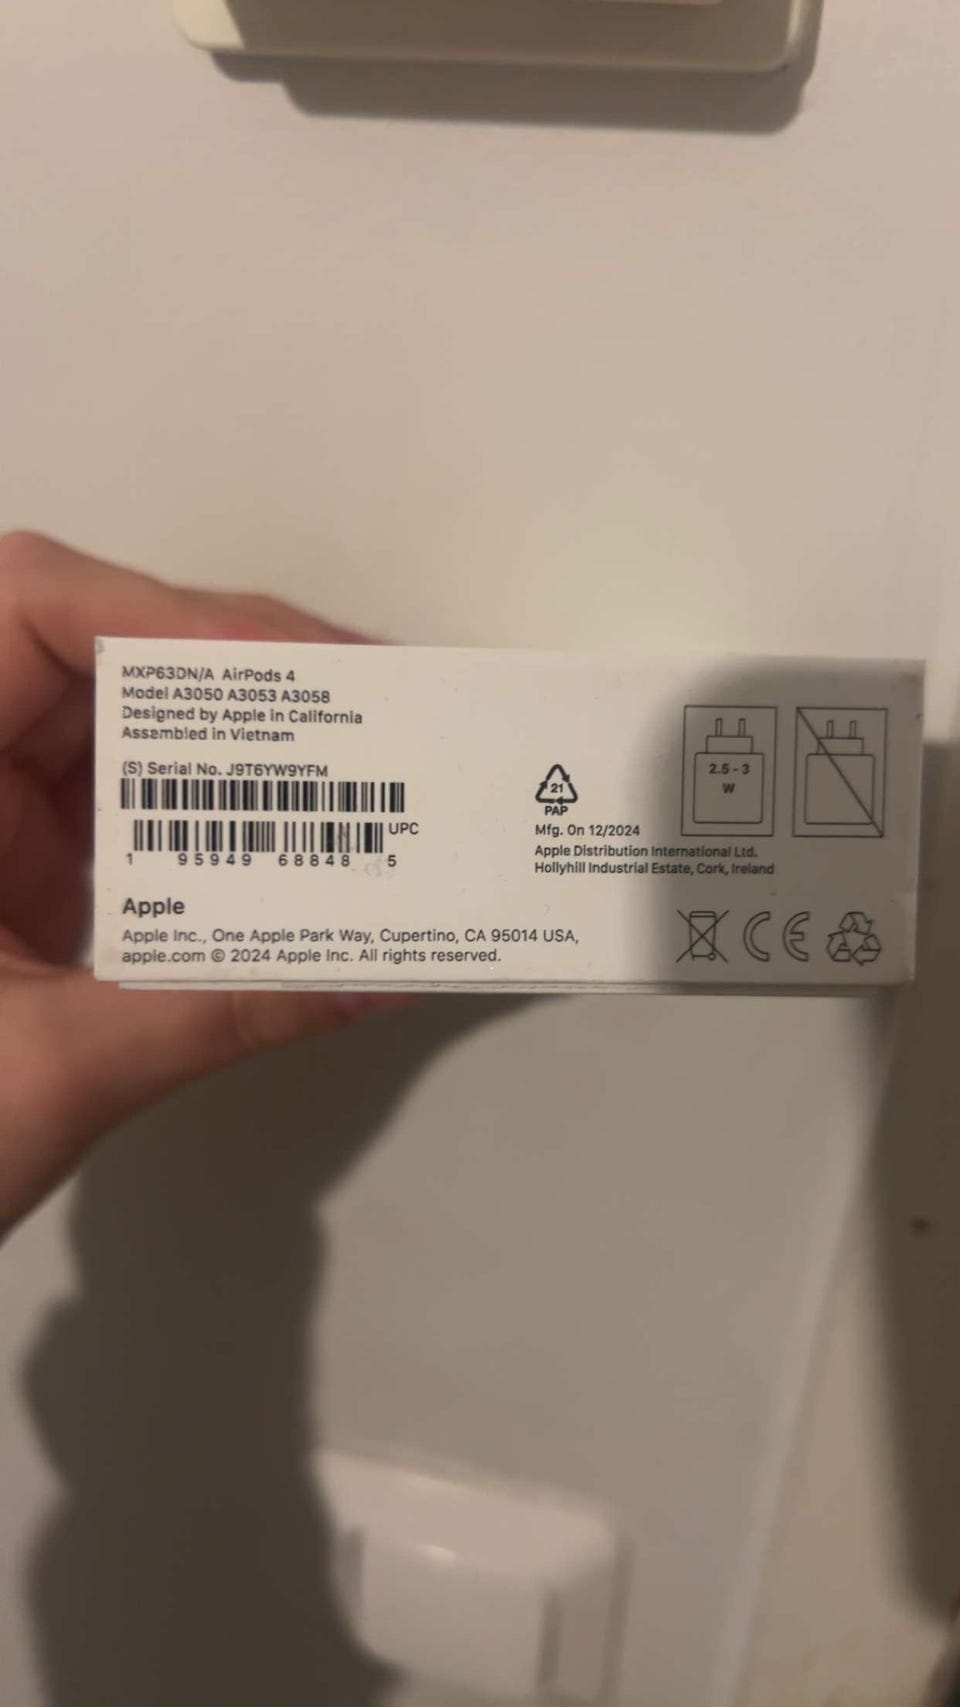 MXP63DN/A AirPods 4
Model A3050 A3053 A3058
Designed by Apple in California
Assembled in Vietnam
(S) Serial No. J9T6YW9YFM
UPC
1 95949 68848 5
21
PAP
Mfg. On 12/2024
Apple Distribution International Ltd.
Hollyhill Industrial Estate, Cork, Ireland
2.5 - 3
W
Apple
Apple Inc., One Apple Park Way, Cupertino, CA 95014 USA,
apple.com © 2024 Apple Inc. All rights reserved.
CE